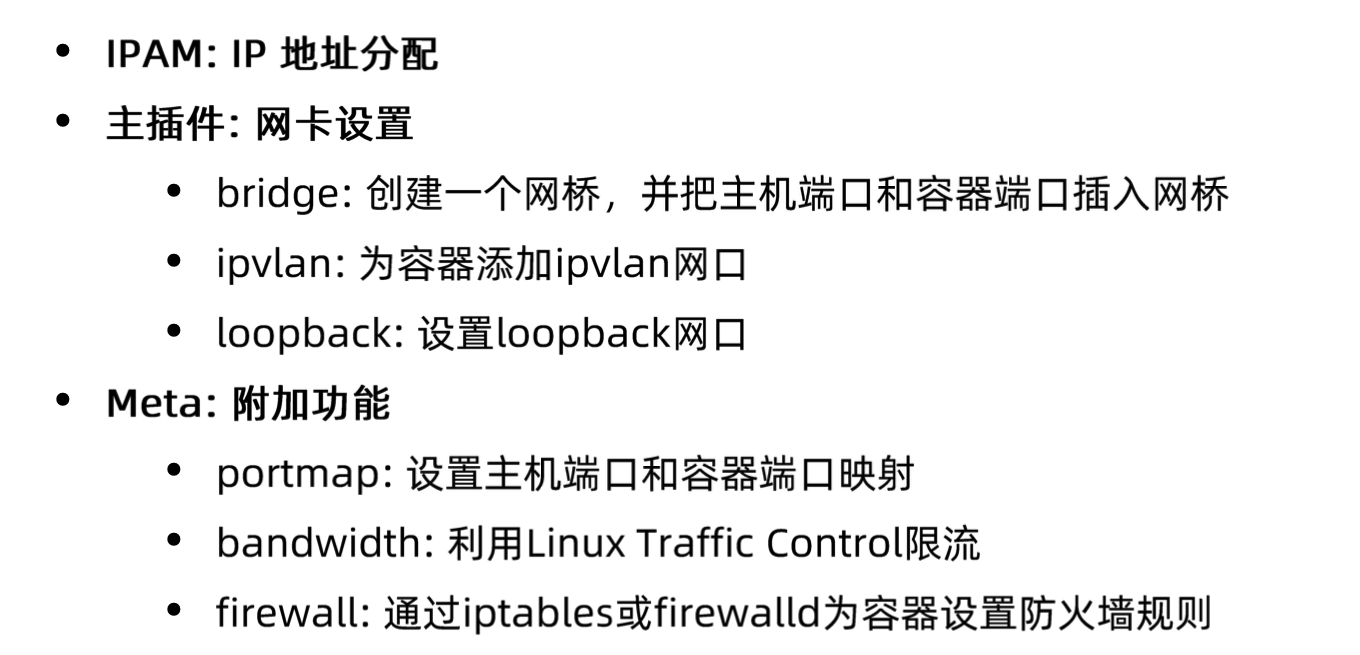 • IPAM: IP 地址分配
• 主插件: 网卡设置
• bridge: 创建一个网桥，并把主机端口和容器端口插入网桥
• ipvlan: 为容器添加ipvlan网口
• loopback: 设置loopback网口
• Meta: 附加功能
• portmap: 设置主机端口和容器端口映射
• bandwidth: 利用Linux Traffic Control限流
• firewall: 通过iptables或firewalld为容器设置防火墙规则